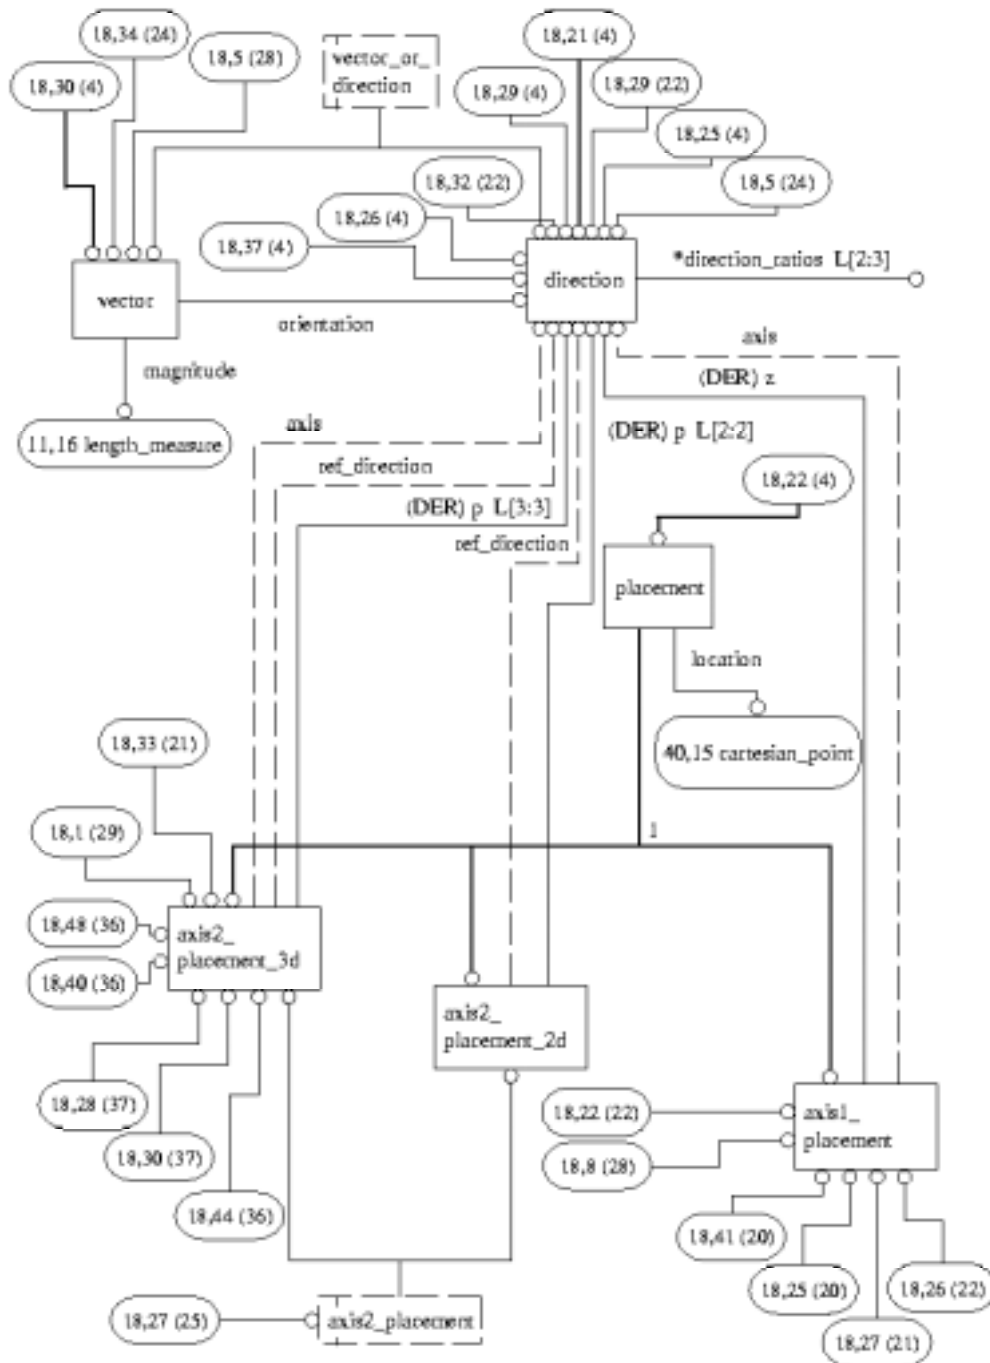 18,34 (24)
18,21 (4)
18,5 (28)
vector_or_
direction
18,30 (4)
18,29 (4)
18,29 (22)
18,25 (4)
18,32 (22)
18,5 (24)
18,26 (4)
18,37 (4)
*direction_ratios L[2:3]
direction
vector
orientation
axis
magnitude
(DER) z
axis
(DER) p L[2:2]
11,16 length_measure
ref_direction
18,22 (4)
(DER) p L[3:3]
ref_direction
placement
location
18,33 (21)
40,15 cartesian_point
18,1 (29)
1
18,48 (36)
axis2_
placement_3d
18,40 (36)
axis2_
placement_2d
18,28 (37)
18,22 (22)
axis1_
placement
18,30 (37)
18,8 (28)
18,44 (36)
18,41 (20)
18,25 (20)
18,26 (22)
18,27 (25)
axis2_placement
18,27 (21)